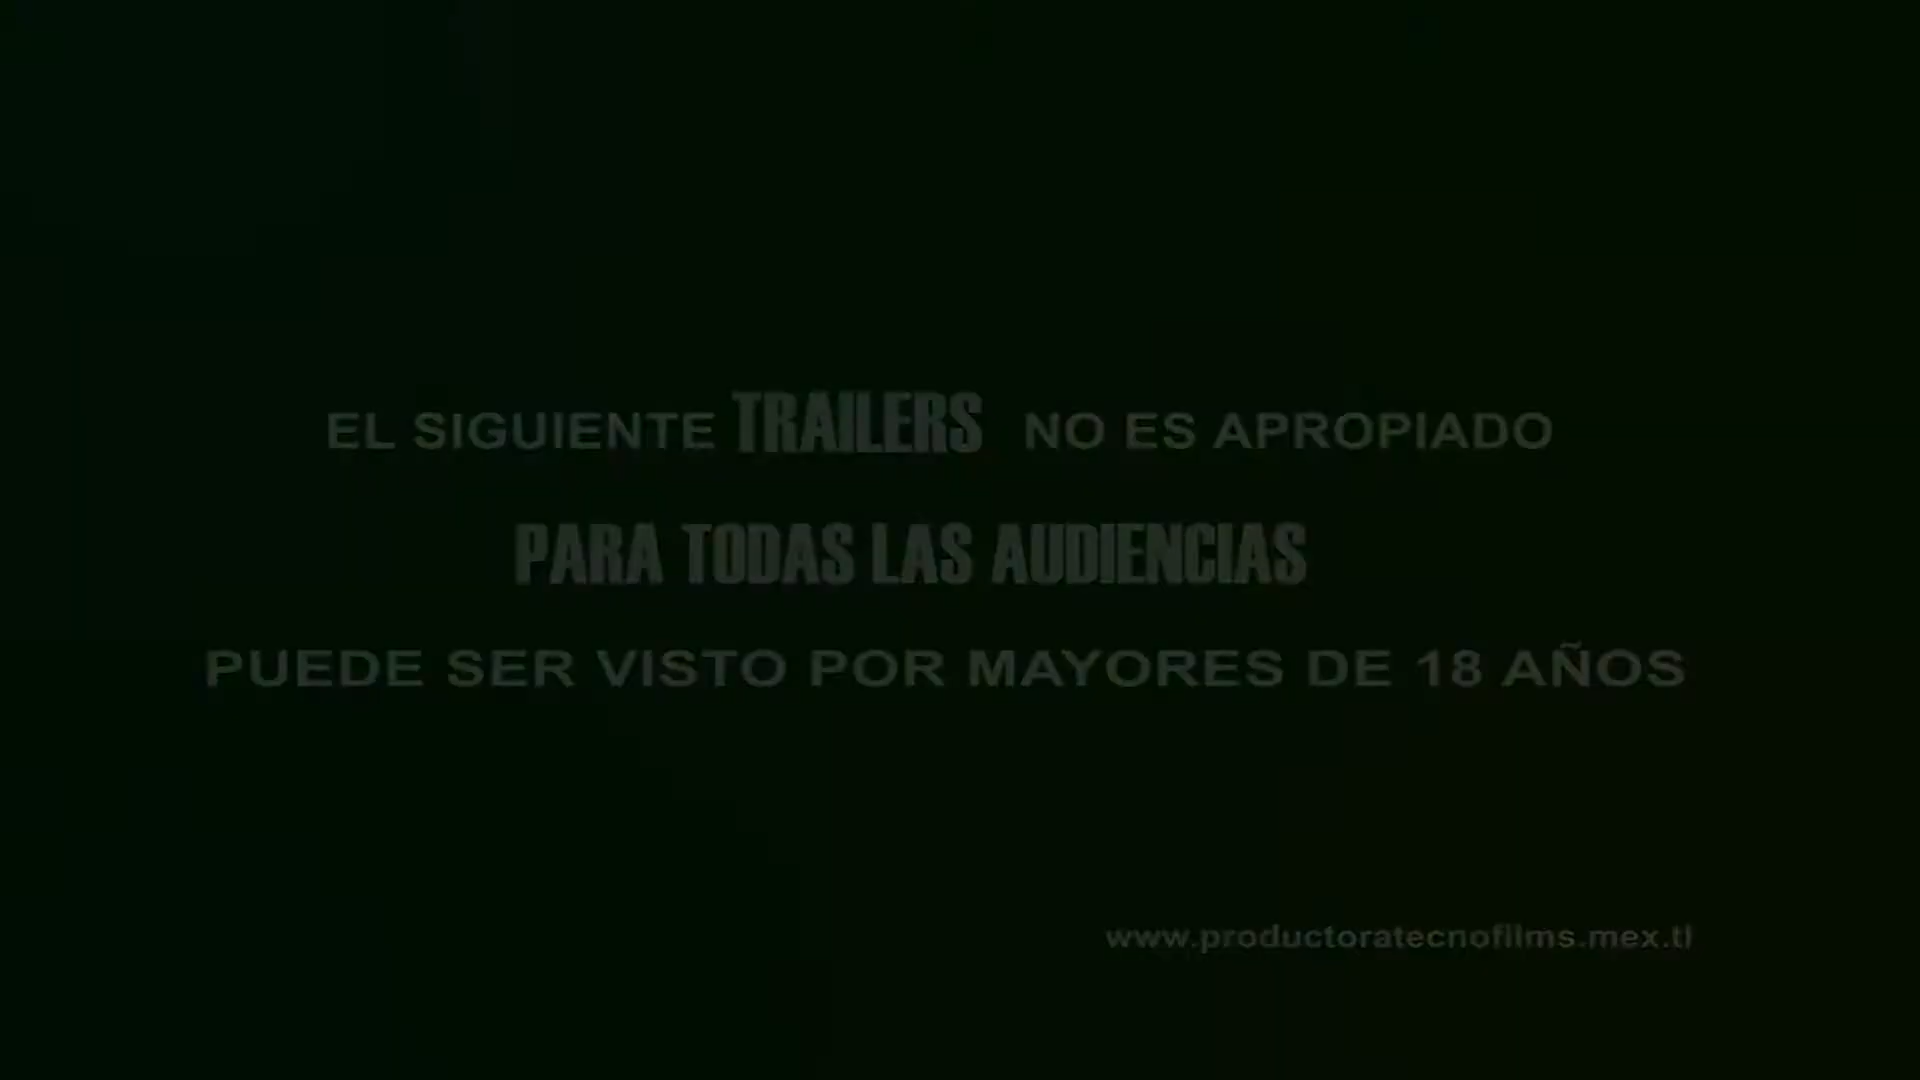 EL SIGUIENTE TRAILERS NO ES APROPIADO
PARA TODAS LAS AUDIENCIAS
PUEDE SER VISTO POR MAYORES DE 18 AÑOS
www.productoratecnofilms.mex.tl